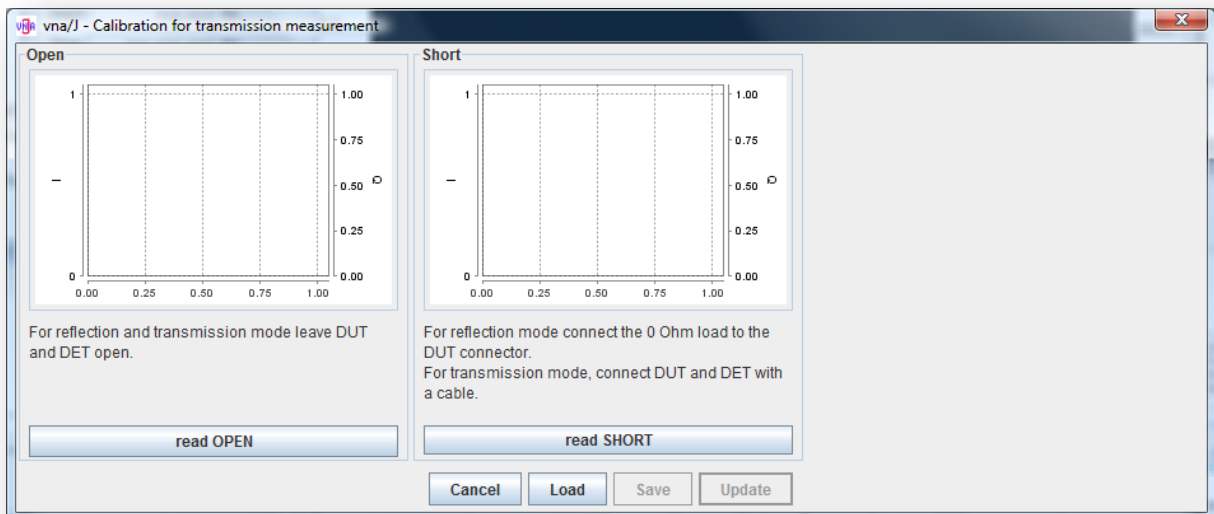 vna/J - Calibration for transmission measurement
Open
1
0
I
1.00
0.75
0.50
0.25
0.00
Q
0.00 0.25 0.50 0.75 1.00
For reflection and transmission mode leave DUT
and DET open.
read OPEN
Short
1
0
I
1.00
0.75
0.50
0.25
0.00
Q
0.00 0.25 0.50 0.75 1.00
For reflection mode connect the 0 Ohm load to the
DUT connector.
For transmission mode, connect DUT and DET with
a cable.
read SHORT
Cancel Load Save Update